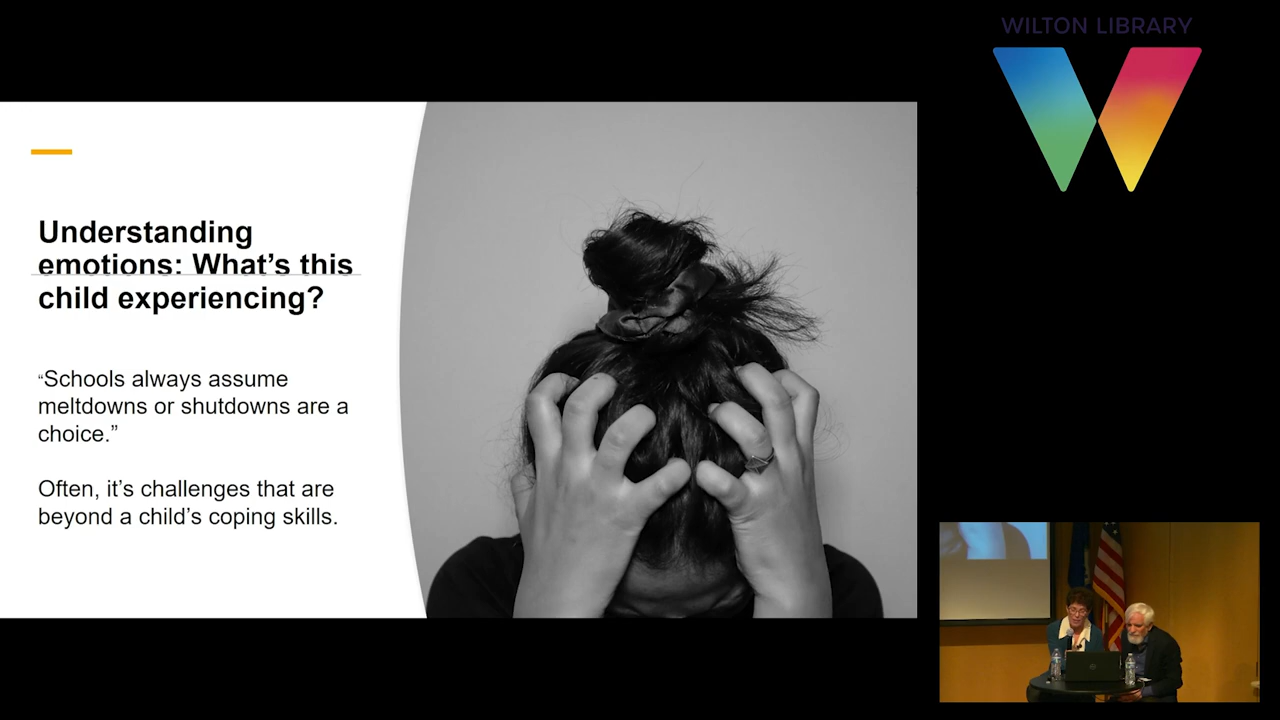 WILTON LIBRARY
Understanding
emotions: What’s this
child experiencing?
“Schools always assume
meltdowns or shutdowns are a
choice.”
Often, it’s challenges that are
beyond a child’s coping skills.